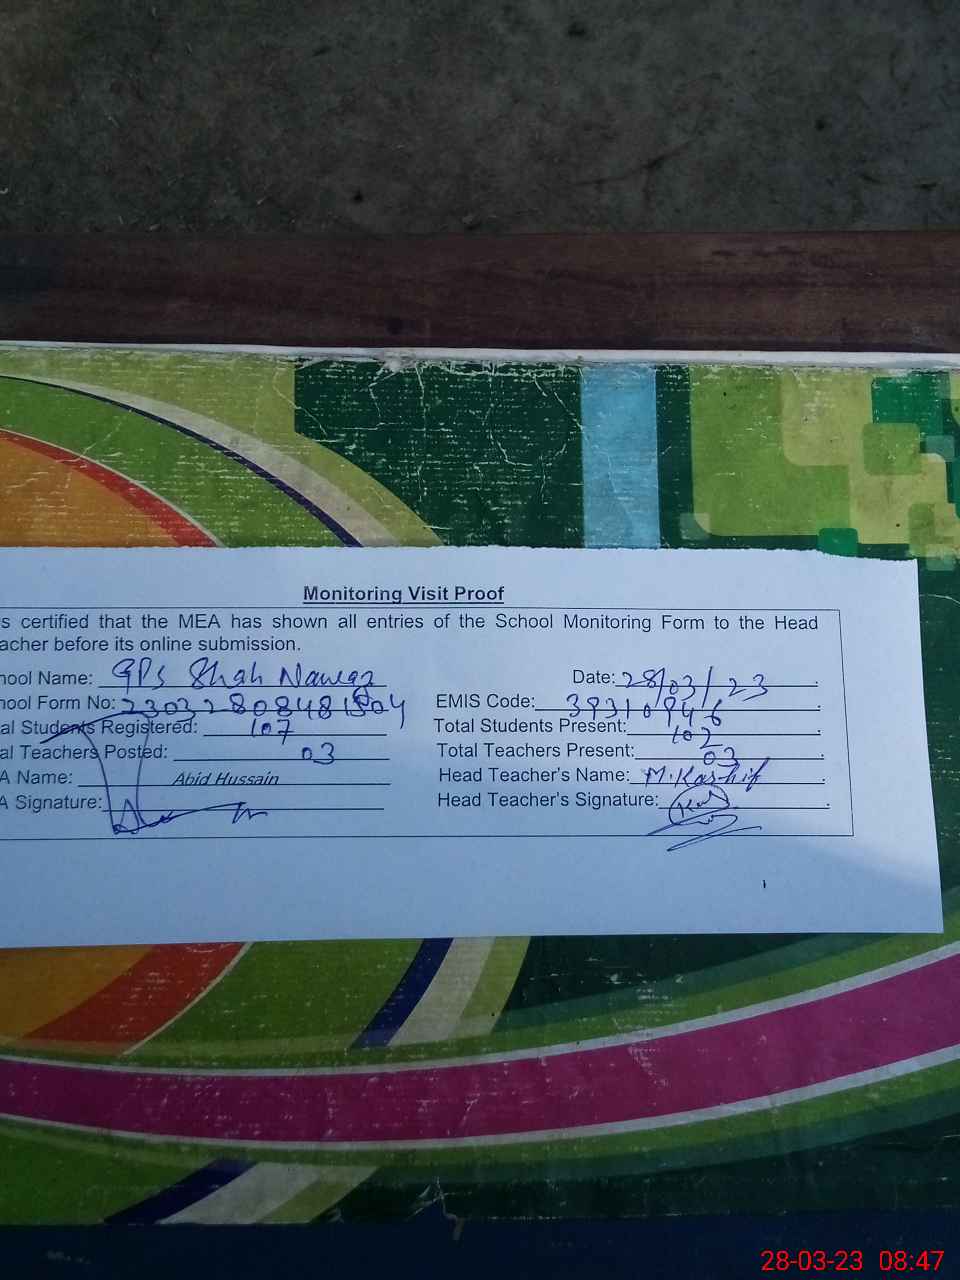 Monitoring Visit Proof
s certified that the MEA has shown all entries of the School Monitoring Form to the Head
acher before its online submission.
hool Name: GPS Shah Nawaz Date: 28/03/23
hool Form No: EMIS Code: 39310946
al Students Registered: 107 Total Students Present: 102
al Teachers Posted: 03 Total Teachers Present: 03
A Name: Abid Hussain Head Teacher's Name: M.Kashif
A Signature: Head Teacher's Signature:
28-03-23 08:47